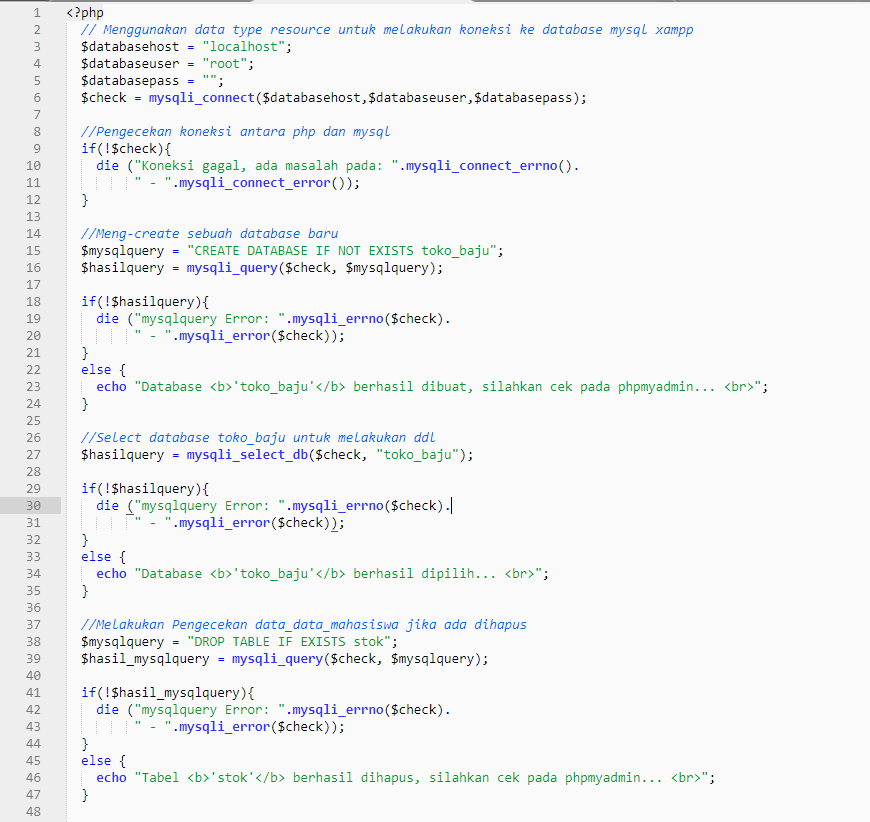 1 <?php
2 // Menggunakan data type resource untuk melakukan koneksi ke database mysql xampp
3 $databasehost = "localhost";
4 $databaseuser = "root";
5 $databasepass = "";
6 $check = mysqli_connect($databasehost,$databaseuser,$databasepass);
7
8 //Pengecekan koneksi antara php dan mysql
9 if(!$check){
10 die ("Koneksi gagal, ada masalah pada: ".mysqli_connect_errno().
11 " - ".mysqli_connect_error());
12 }
13
14 //Meng-create sebuah database baru
15 $mysqlquery = "CREATE DATABASE IF NOT EXISTS toko_baju";
16 $hasilquery = mysqli_query($check, $mysqlquery);
17
18 if(!$hasilquery){
19 die ("mysqlquery Error: ".mysqli_errno($check).
20 " - ".mysqli_error($check));
21 }
22 else {
23 echo "Database <b>'toko_baju'</b> berhasil dibuat, silahkan cek pada phpmyadmin... <br>";
24 }
25
26 //Select database toko_baju untuk melakukan ddl
27 $hasilquery = mysqli_select_db($check, "toko_baju");
28
29 if(!$hasilquery){
30 die ("mysqlquery Error: ".mysqli_errno($check).
31 " - ".mysqli_error($check));
32 }
33 else {
34 echo "Database <b>'toko_baju'</b> berhasil dipilih... <br>";
35 }
36
37 //Melakukan Pengecekan data_data_mahasiswa jika ada dihapus
38 $mysqlquery = "DROP TABLE IF EXISTS stok";
39 $hasil_mysqlquery = mysqli_query($check, $mysqlquery);
40
41 if(!$hasil_mysqlquery){
42 die ("mysqlquery Error: ".mysqli_errno($check).
43 " - ".mysqli_error($check));
44 }
45 else {
46 echo "Tabel <b>'stok'</b> berhasil dihapus, silahkan cek pada phpmyadmin... <br>";
47 }
48